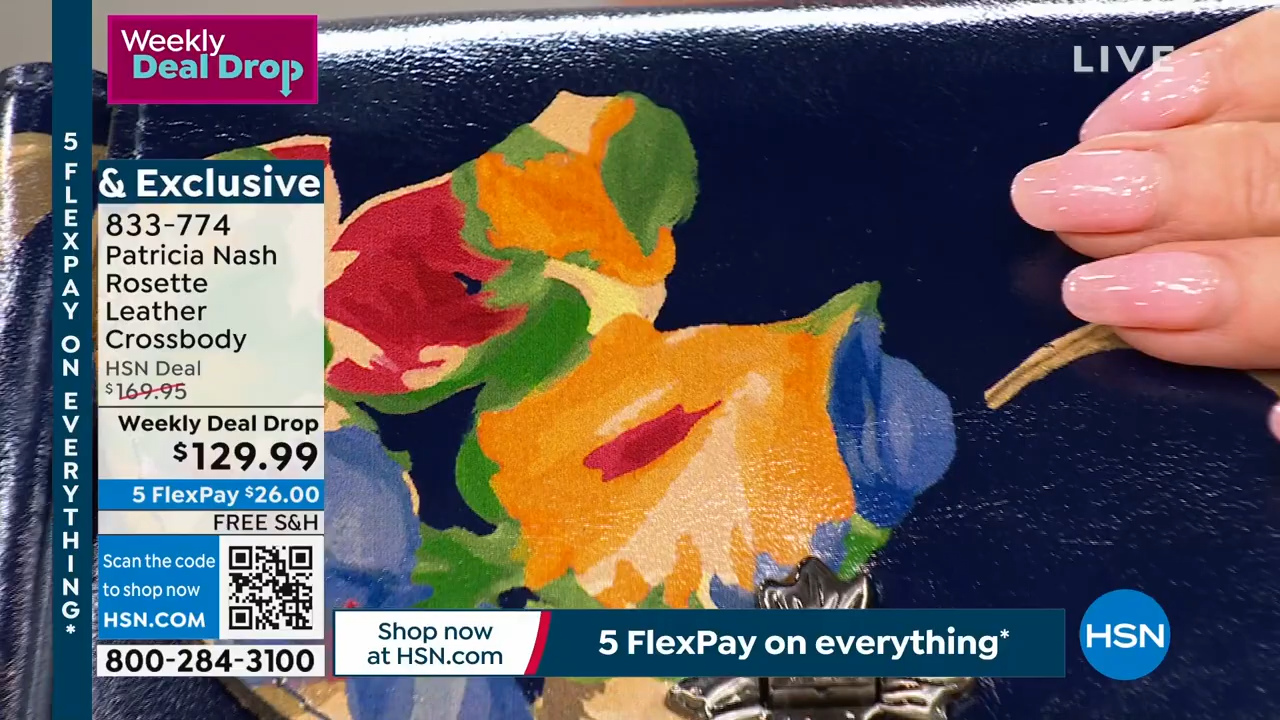 Weekly
Deal Drop
LIVE
5 FLEXPAY ON EVERYTHING*
& Exclusive
833-774
Patricia Nash
Rosette
Leather
Crossbody
HSN Deal
$169.95
Weekly Deal Drop
$129.99
5 FlexPay $26.00
FREE S&H
Scan the code
to shop now
HSN.COM
800-284-3100
Shop now
at HSN.com
5 FlexPay on everything*
HSN